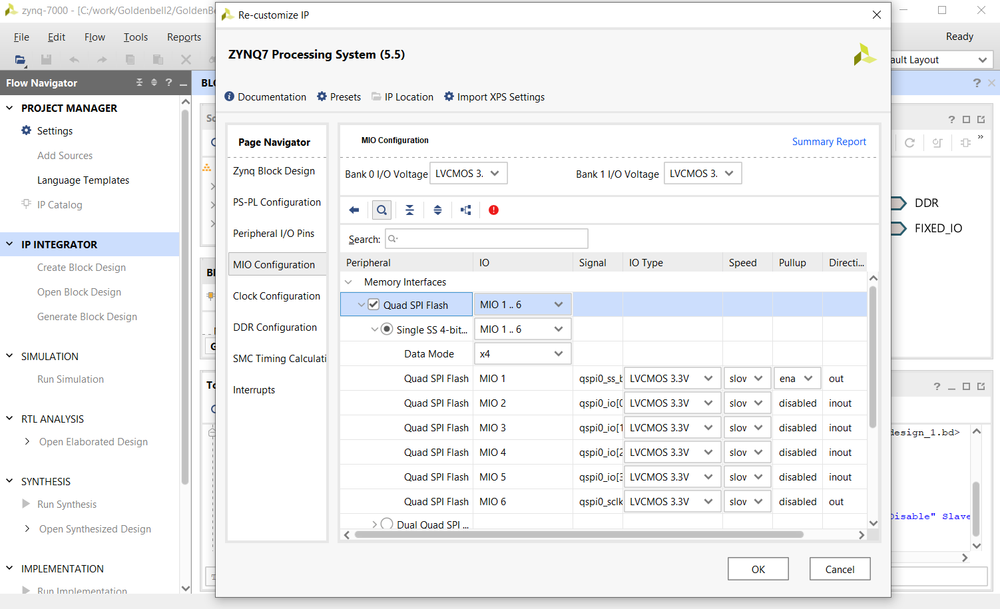 zynq-7000 - [C:/work/Goldenbell2/GoldenBe
Re-customize IP
File Edit Flow Tools Reports
Ready
ZYNQ7 Processing System (5.5)
ault Layout
Flow Navigator
?
BLO
?
Documentation Presets IP Location Import XPS Settings
PROJECT MANAGER
Settings
Add Sources
Language Templates
IP Catalog
IP INTEGRATOR
Create Block Design
Open Block Design
Generate Block Design
SIMULATION
Run Simulation
RTL ANALYSIS
Open Elaborated Design
SYNTHESIS
Run Synthesis
Open Synthesized Design
IMPLEMENTATION
Run Implementation
So
To
Page Navigator
Zynq Block Design
PS-PL Configuration
Peripheral I/O Pins
MIO Configuration
Clock Configuration
DDR Configuration
SMC Timing Calculati
Interrupts
MIO Configuration
Summary Report
Bank 0 I/O Voltage LVCMOS 3. Bank 1 I/O Voltage LVCMOS 3.
Search:
Peripheral IO Signal IO Type Speed Pullup Directi...
Memory Interfaces
Quad SPI Flash MIO 1 .. 6
Single SS 4-bit... MIO 1 .. 6
Data Mode x4
Quad SPI Flash MIO 1 qspi0_ss_b LVCMOS 3.3V slov ena out
Quad SPI Flash MIO 2 qspi0_io[0 LVCMOS 3.3V slov disabled inout
Quad SPI Flash MIO 3 qspi0_io[1 LVCMOS 3.3V slov disabled inout
Quad SPI Flash MIO 4 qspi0_io[2 LVCMOS 3.3V slov disabled inout
Quad SPI Flash MIO 5 qspi0_io[3 LVCMOS 3.3V slov disabled inout
Quad SPI Flash MIO 6 qspi0_sclk LVCMOS 3.3V slov disabled out
Dual Quad SPI ...
OK Cancel
?
DDR
FIXED_IO
?
design_1.bd>
Disable" Slave